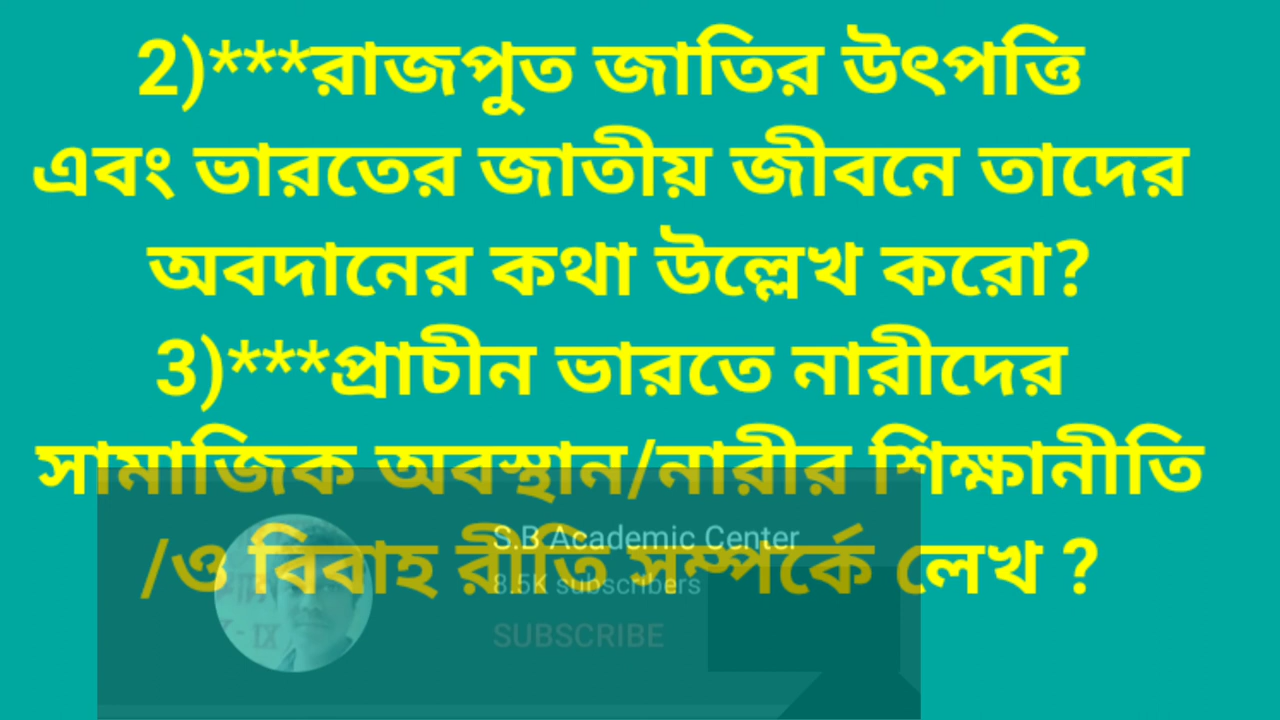 2)***রাজপুত জাতির উৎপত্তি
এবং ভারতের জাতীয় জীবনে তাদের
অবদানের কথা উল্লেখ করো?
3)***প্রাচীন ভারতে নারীদের
সামাজিক অবস্থান/নারীর শিক্ষানীতি
/ও বিবাহ রীতি সম্পর্কে লেখ ?
S.B Academic Center
8.5K subscribers
SUBSCRIBE